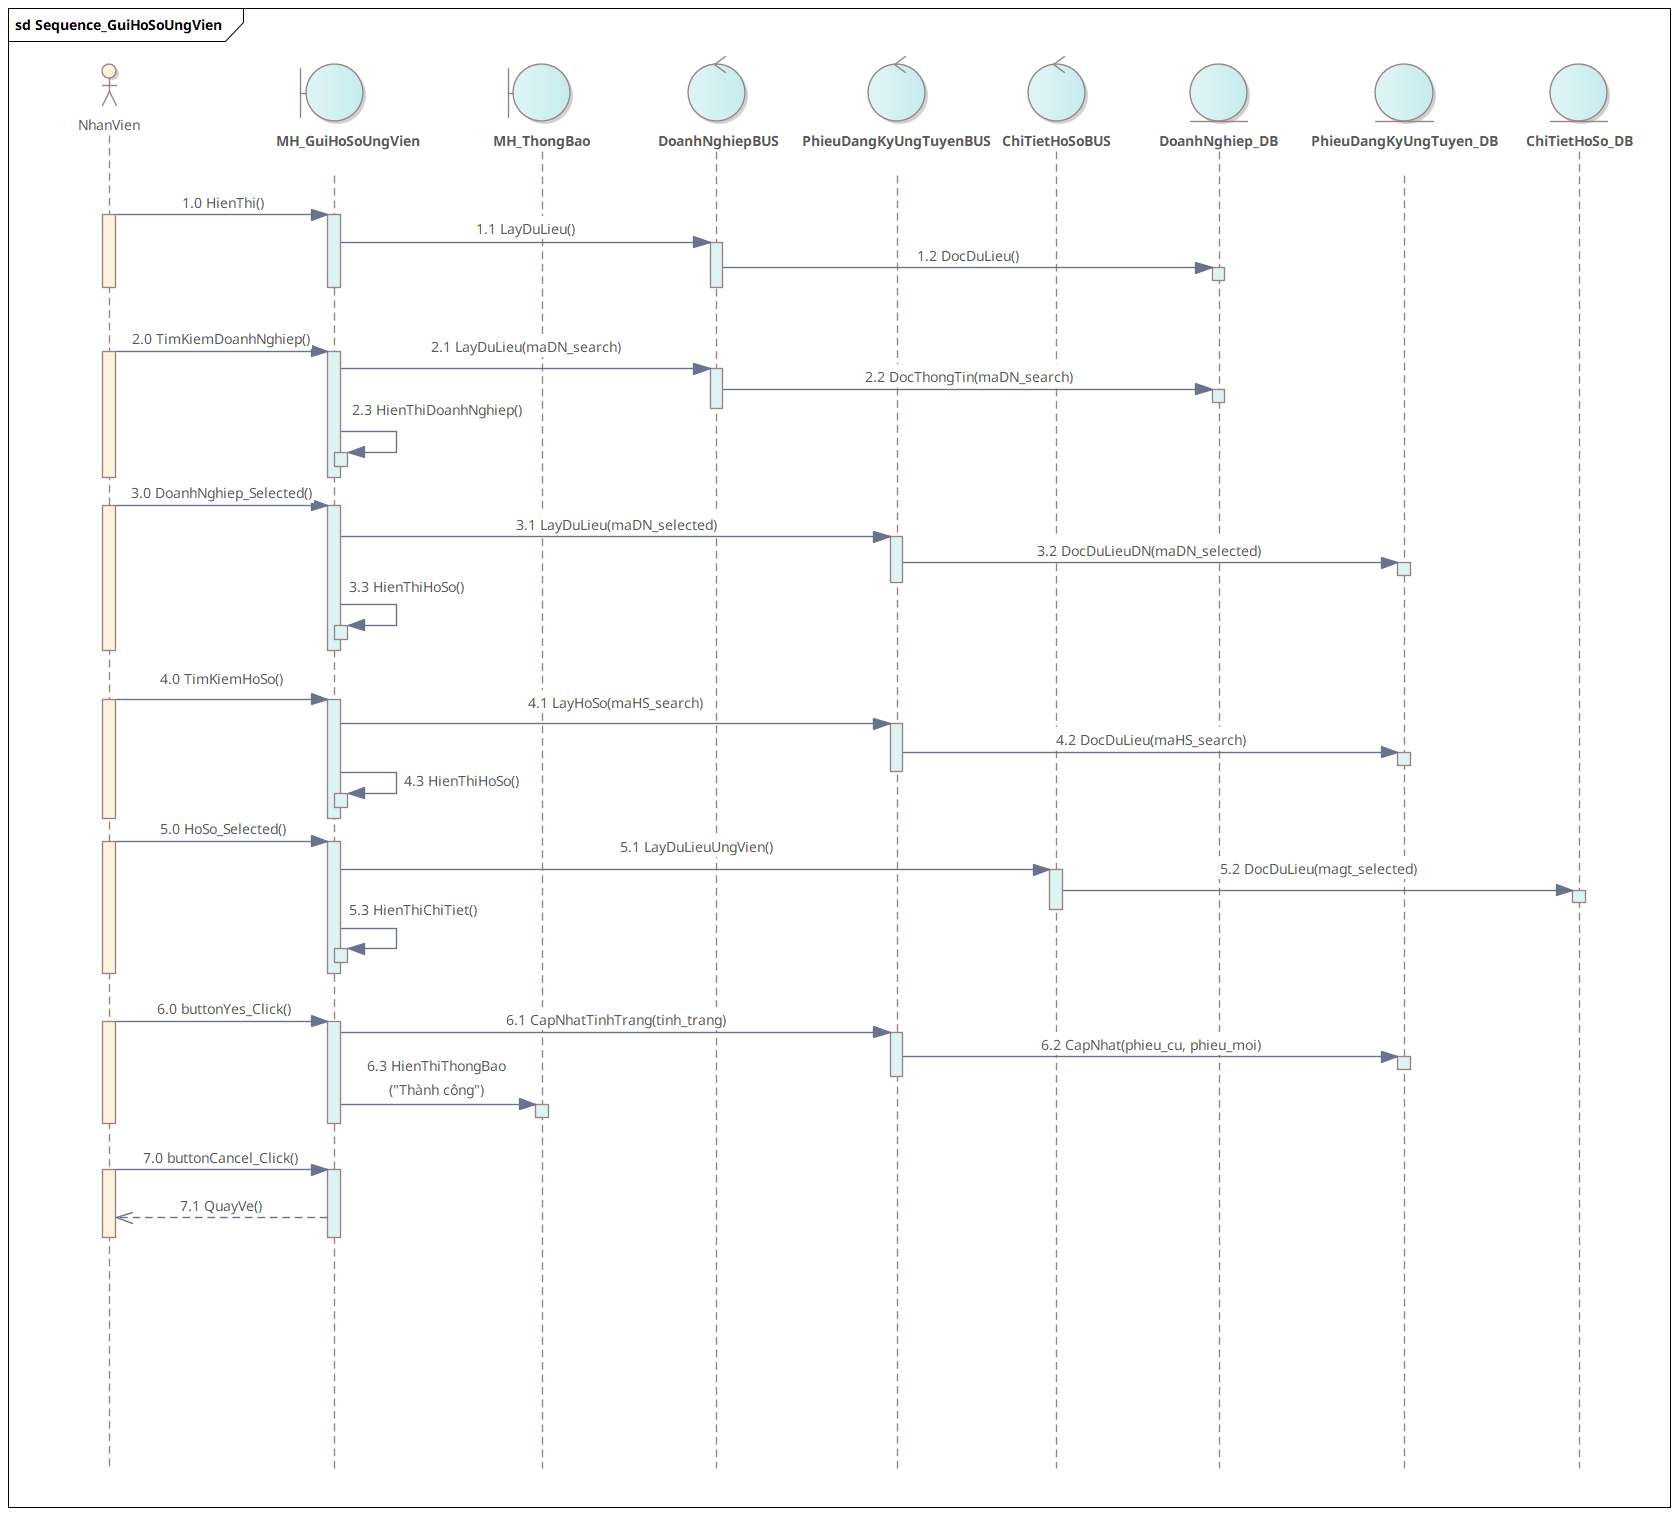 sd Sequence_GuiHoSoUngVien
NhanVien
MH_GuiHoSoUngVien
MH_ThongBao
DoanhNghiepBUS
PhieuDangKyUngTuyenBUS
ChiTietHoSoBUS
DoanhNghiep_DB
PhieuDangKyUngTuyen_DB
ChiTietHoSo_DB
1.0 HienThi()
1.1 LayDuLieu()
1.2 DocDuLieu()
2.0 TimKiemDoanhNghiep()
2.1 LayDuLieu(maDN_search)
2.2 DocThongTin(maDN_search)
2.3 HienThiDoanhNghiep()
3.0 DoanhNghiep_Selected()
3.1 LayDuLieu(maDN_selected)
3.2 DocDuLieuDN(maDN_selected)
3.3 HienThiHoSo()
4.0 TimKiemHoSo()
4.1 LayHoSo(maHS_search)
4.2 DocDuLieu(maHS_search)
4.3 HienThiHoSo()
5.0 HoSo_Selected()
5.1 LayDuLieuUngVien()
5.2 DocDuLieu(magt_selected)
5.3 HienThiChiTiet()
6.0 buttonYes_Click()
6.1 CapNhatTinhTrang(tinh_trang)
6.2 CapNhat(phieu_cu, phieu_moi)
6.3 HienThiThongBao
("Thành công")
7.0 buttonCancel_Click()
7.1 QuayVe()